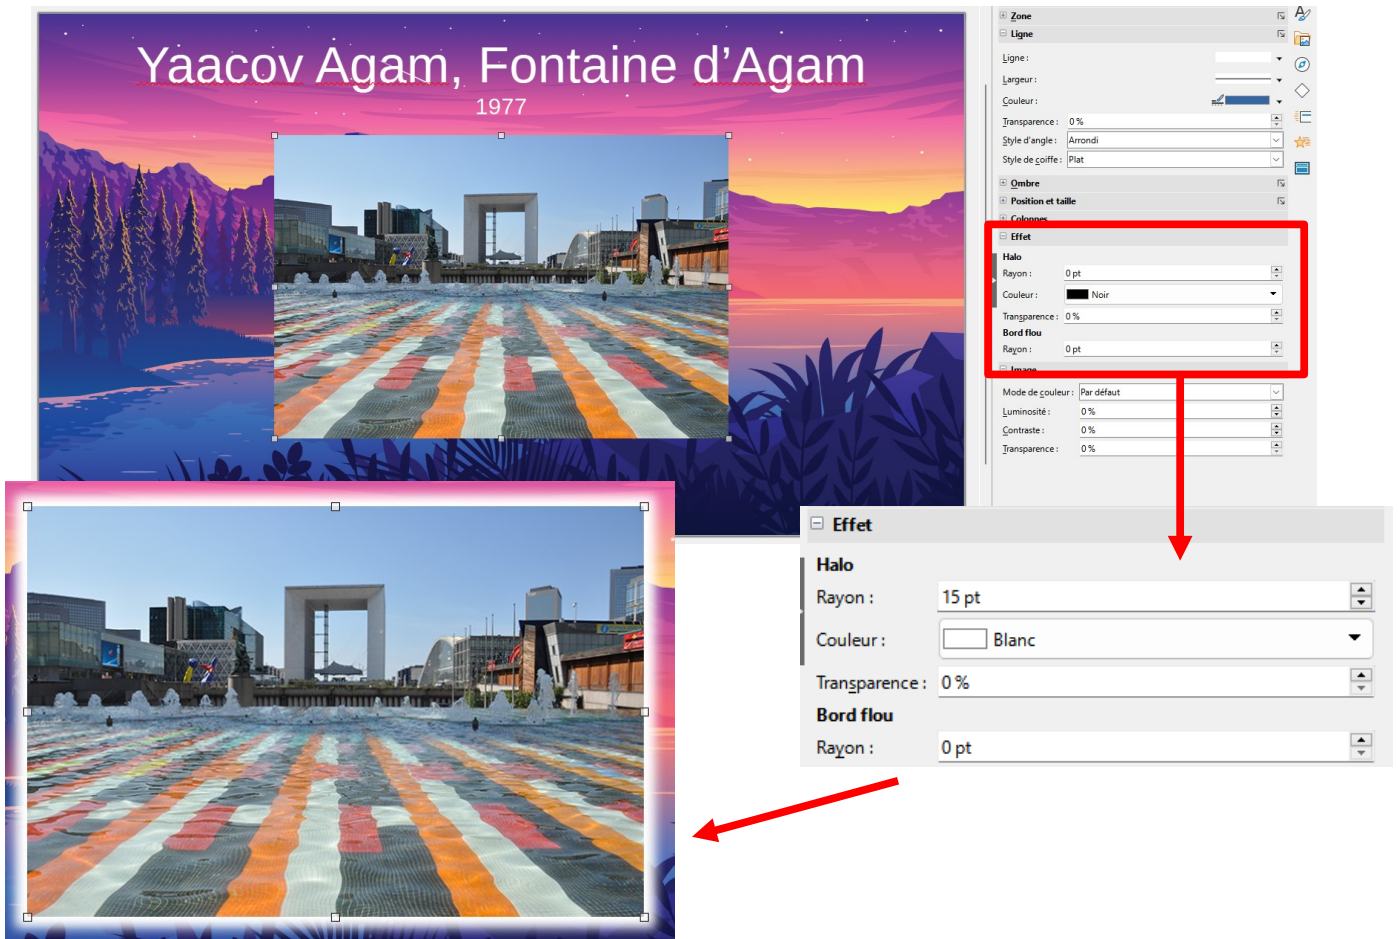 Yaacov Agam, Fontaine d’Agam
1977
Zone
Ligne
Ligne :
Largeur :
Couleur :
Transparence : 0 %
Style d'angle : Arrondi
Style de coiffe : Plat
Ombre
Position et taille
Colonnes
Effet
Halo
Rayon : 0 pt
Couleur : Noir
Transparence : 0 %
Bord flou
Rayon : 0 pt
Image
Mode de couleur : Par défaut
Luminosité : 0 %
Contraste : 0 %
Transparence : 0 %
Effet
Halo
Rayon : 15 pt
Couleur : Blanc
Transparence : 0 %
Bord flou
Rayon : 0 pt